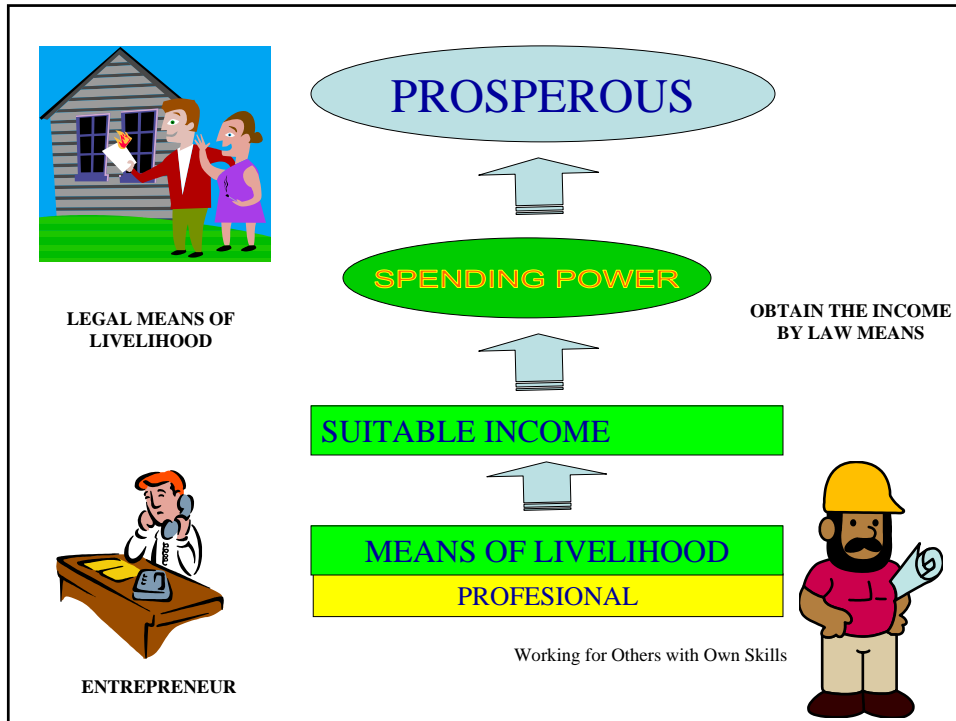 PROSPEROUS
SPENDING POWER
LEGAL MEANS OF
LIVELIHOOD
OBTAIN THE INCOME
BY LAW MEANS
SUITABLE INCOME
MEANS OF LIVELIHOOD
PROFESIONAL
Working for Others with Own Skills
ENTREPRENEUR